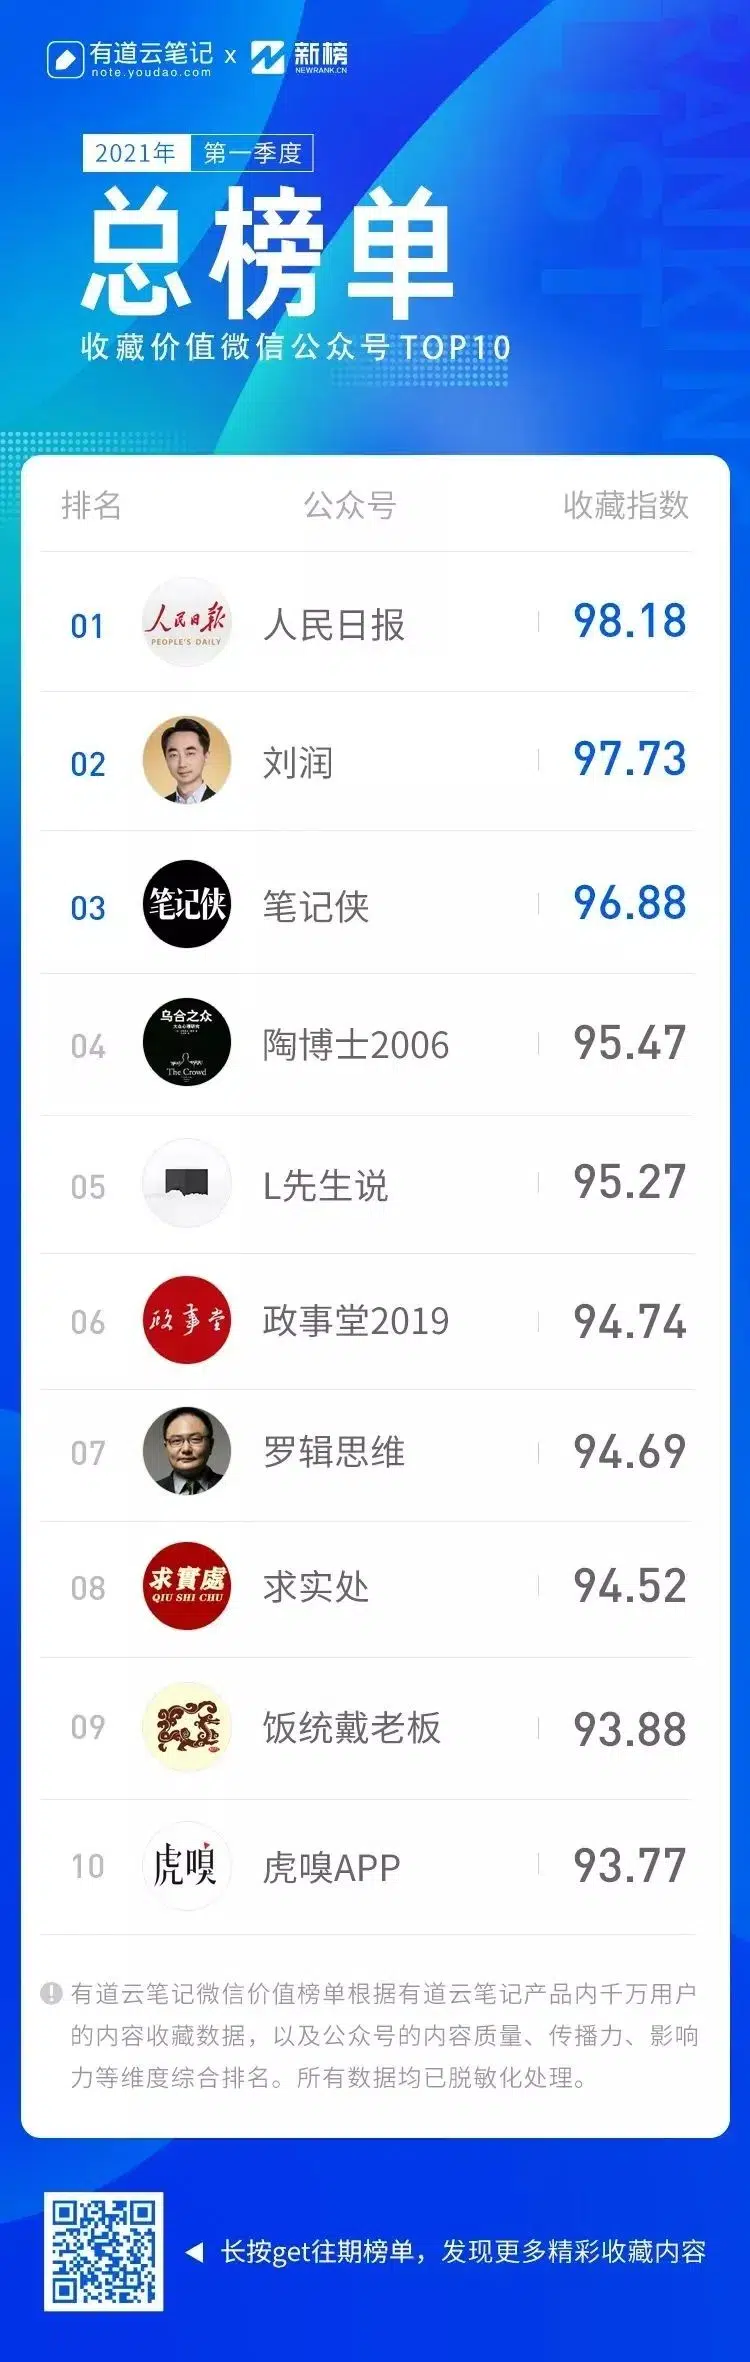 有道云笔记 x 新榜
note.youdao.com NEWRANK.CN
RANKIN
LIST
2021年 第一季度
总榜单
收藏价值微信公众号TOP10
排名 公众号 收藏指数
01 人民日报 PEOPLE'S DAILY 人民日报 98.18
02 刘润 97.73
03 笔记侠 笔记侠 96.88
04 乌合之众 大众心理研究 The Crowd 陶博士2006 95.47
05 L先生说 95.27
06 政事堂 政事堂2019 94.74
07 罗辑思维 94.69
08 求實處 QIU SHI CHU 求实处 94.52
09 饭统戴老板 93.88
10 虎嗅 虎嗅APP 93.77
有道云笔记微信价值榜单根据有道云笔记产品内千万用户
的内容收藏数据，以及公众号的内容质量、传播力、影响
力等维度综合排名。所有数据均已脱敏化处理。
长按get往期榜单，发现更多精彩收藏内容